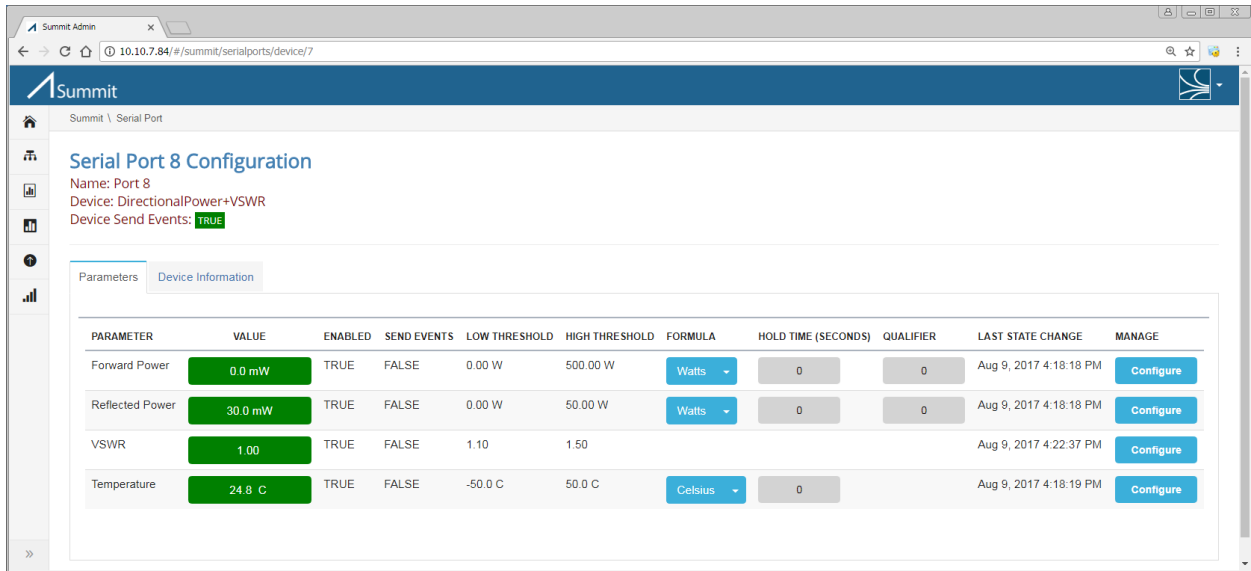 Summit Admin
10.10.7.84/#/summit/serialports/device/7
Summit
Summit \ Serial Port
Serial Port 8 Configuration
Name: Port 8
Device: DirectionalPower+VSWR
Device Send Events: TRUE
Parameters Device Information
PARAMETER VALUE ENABLED SEND EVENTS LOW THRESHOLD HIGH THRESHOLD FORMULA HOLD TIME (SECONDS) QUALIFIER LAST STATE CHANGE MANAGE
Forward Power 0.0 mW TRUE FALSE 0.00 W 500.00 W Watts 0 0 Aug 9, 2017 4:18:18 PM Configure
Reflected Power 30.0 mW TRUE FALSE 0.00 W 50.00 W Watts 0 0 Aug 9, 2017 4:18:18 PM Configure
VSWR 1.00 TRUE FALSE 1.10 1.50 Aug 9, 2017 4:22:37 PM Configure
Temperature 24.8 C TRUE FALSE -50.0 C 50.0 C Celsius 0 Aug 9, 2017 4:18:19 PM Configure